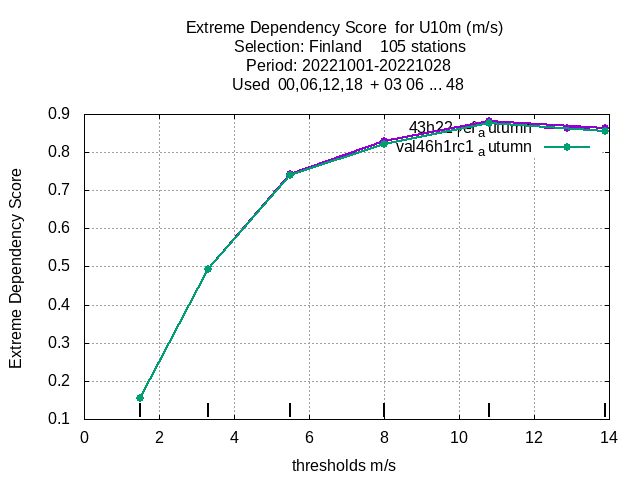 Extreme Dependency Score for U10m (m/s)
Selection: Finland 105 stations
Period: 20221001-20221028
Used 00,06,12,18 + 03 06 ... 48
Extreme Dependency Score
0.9
0.8
0.7
0.6
0.5
0.4
0.3
0.2
0.1
43h22 ref a utumn
val46h1rc1 a utumn
0 2 4 6 8 10 12 14
thresholds m/s